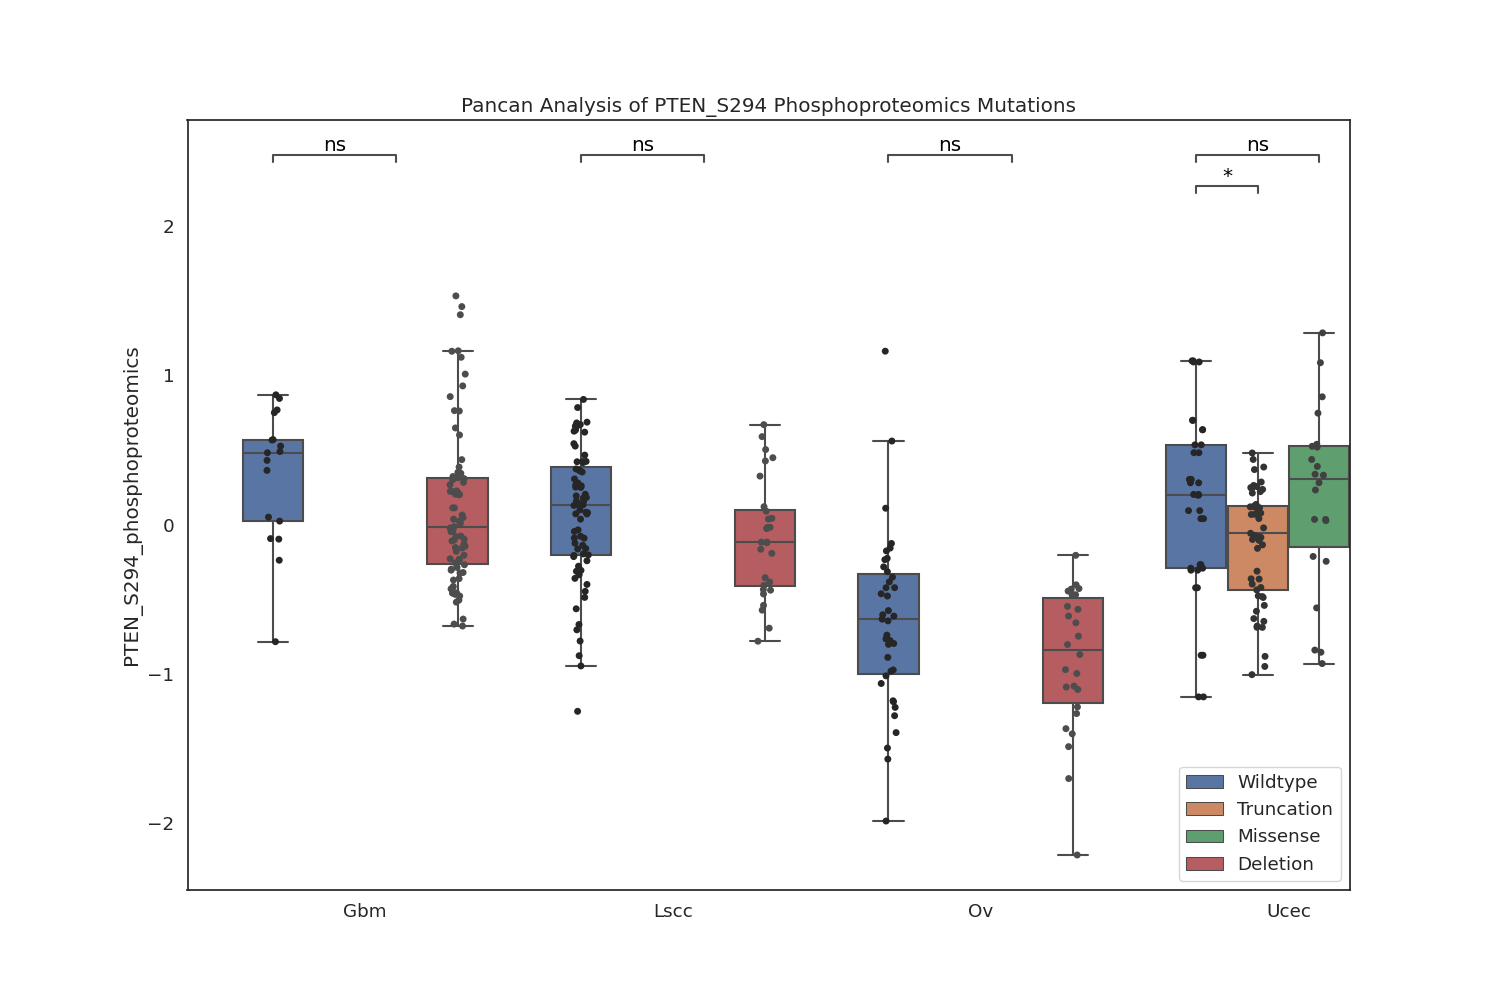 Pancan Analysis of PTEN_S294 Phosphoproteomics Mutations
ns
ns
ns
ns
*
2
1
0
−1
−2
PTEN_S294_phosphoproteomics
Wildtype
Truncation
Missense
Deletion
Gbm
Lscc
Ov
Ucec